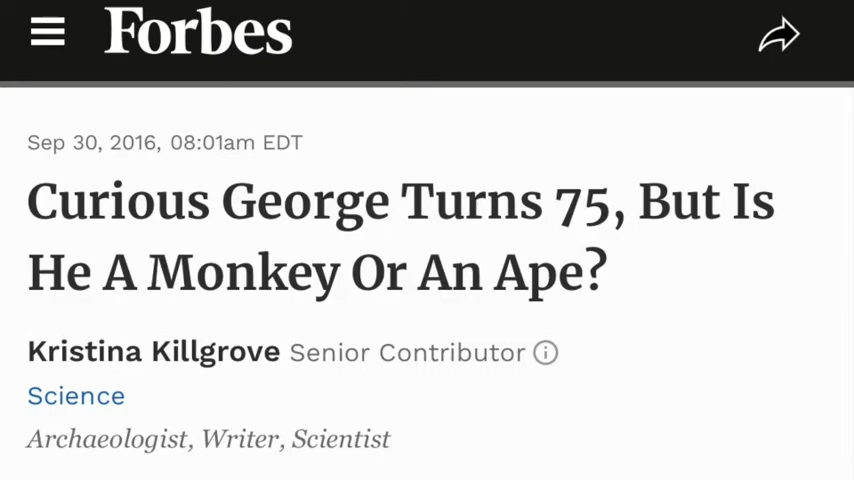 Forbes
Sep 30, 2016, 08:01am EDT
Curious George Turns 75, But Is
He A Monkey Or An Ape?
Kristina Killgrove Senior Contributor
Science
Archaeologist, Writer, Scientist